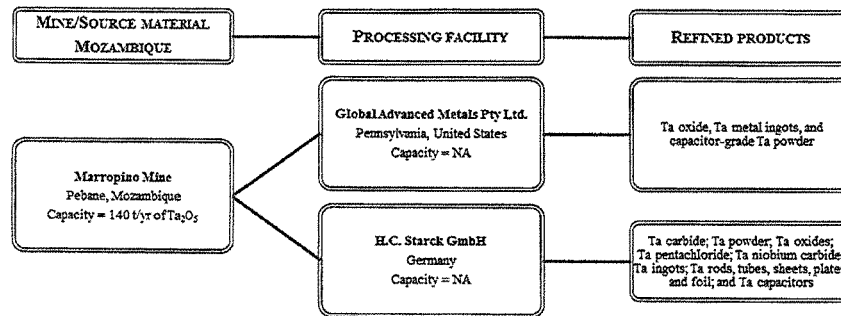 MINE/SOURCE MATERIAL
MOZAMBIQUE
PROCESSING FACILITY
REFINED PRODUCTS
Marropino Mine
Pebane, Mozambique
Capacity = 140 t/yr of Ta₂O₅
Global Advanced Metals Pty Ltd.
Pennsylvania, United States
Capacity = NA
Ta oxide, Ta metal ingots, and
capacitor-grade Ta powder
H.C. Starck GmbH
Germany
Capacity = NA
Ta carbide; Ta powder; Ta oxides;
Ta pentachloride; Ta niobium carbide
Ta ingots; Ta rods, tubes, sheets, plate
and foil; and Ta capacitors